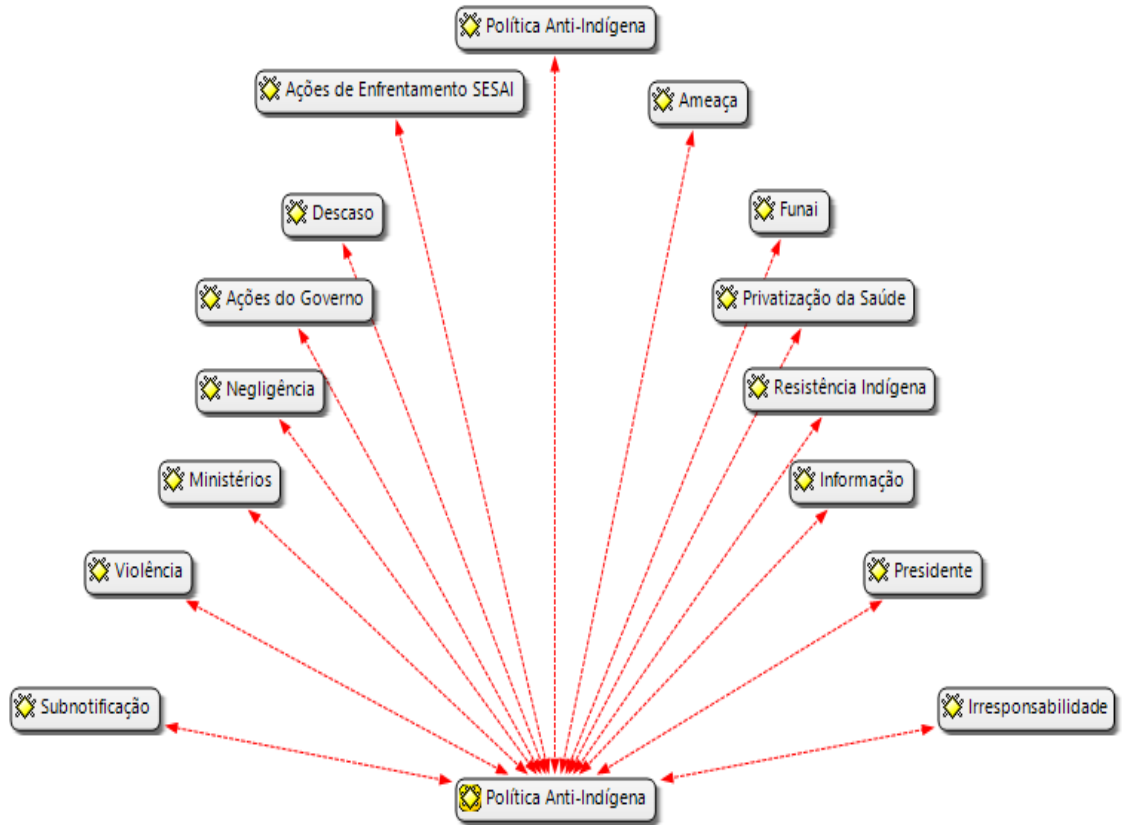 Política Anti-Indígena
Ações de Enfrentamento SESAI
Ameaça
Descaso
Funai
Ações do Governo
Privatização da Saúde
Negligência
Resistência Indígena
Ministérios
Informação
Violência
Presidente
Subnotificação
Irresponsabilidade
Política Anti-Indígena